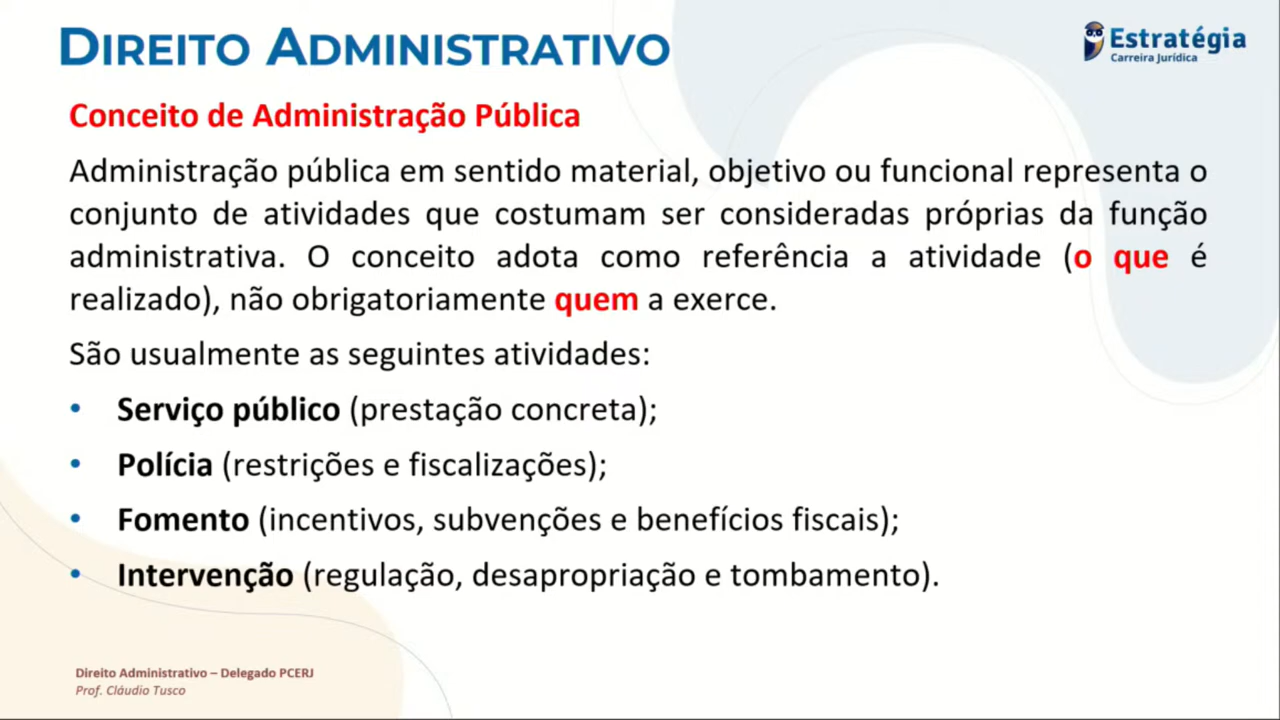 DIREITO ADMINISTRATIVO
Estratégia
Carreira Jurídica
Conceito de Administração Pública
Administração pública em sentido material, objetivo ou funcional representa o
conjunto de atividades que costumam ser consideradas próprias da função
administrativa. O conceito adota como referência a atividade (o que é
realizado), não obrigatoriamente quem a exerce.
São usualmente as seguintes atividades:
• Serviço público (prestação concreta);
• Polícia (restrições e fiscalizações);
• Fomento (incentivos, subvenções e benefícios fiscais);
• Intervenção (regulação, desapropriação e tombamento).
Direito Administrativo – Delegado PCERJ
Prof. Cláudio Tusco